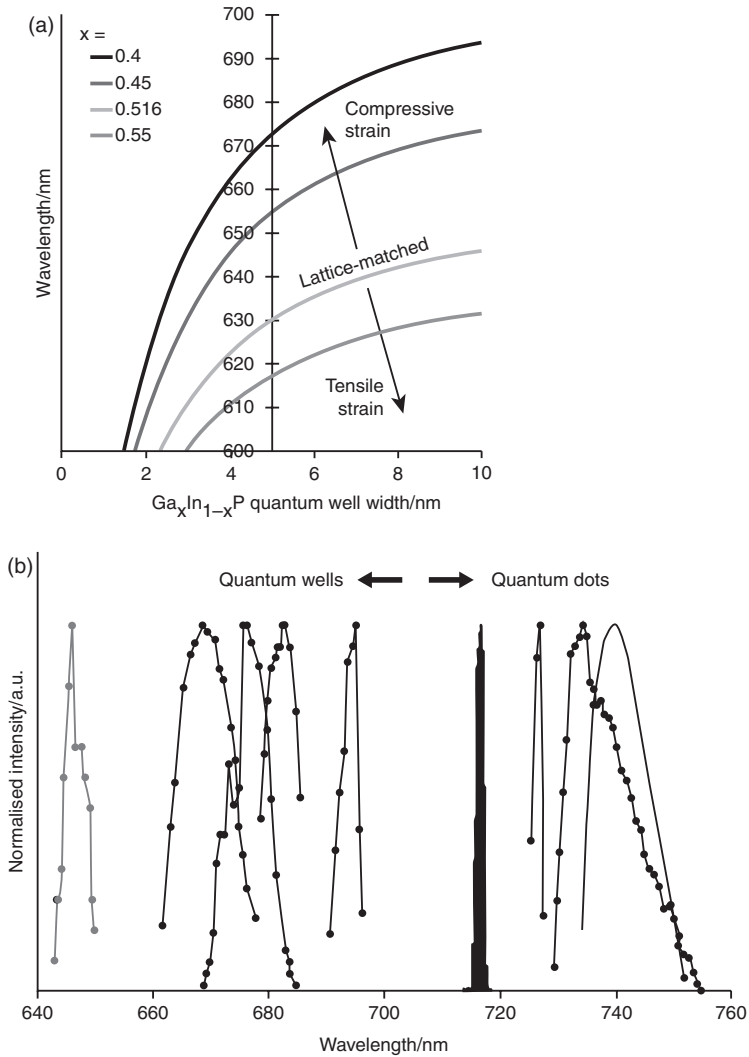 (a)
x =
0.4
0.45
0.516
0.55
700
690
680
670
660
650
640
630
620
610
600
Compressive
strain
Lattice-matched
Tensile
strain
Wavelength/nm
0 2 4 6 8 10
GaxIn1–xP quantum well width/nm
(b)
Quantum wells
Quantum dots
Normalised intensity/a.u.
640 660 680 700 720 740 760
Wavelength/nm